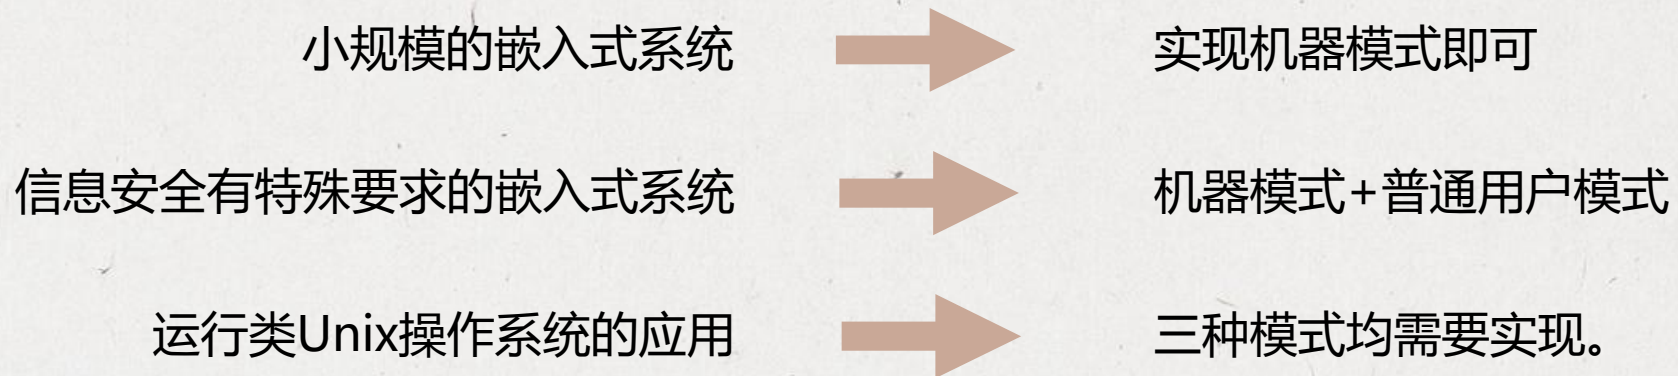 小规模的嵌入式系统 实现机器模式即可
信息安全有特殊要求的嵌入式系统 机器模式+普通用户模式
运行类Unix操作系统的应用 三种模式均需要实现。